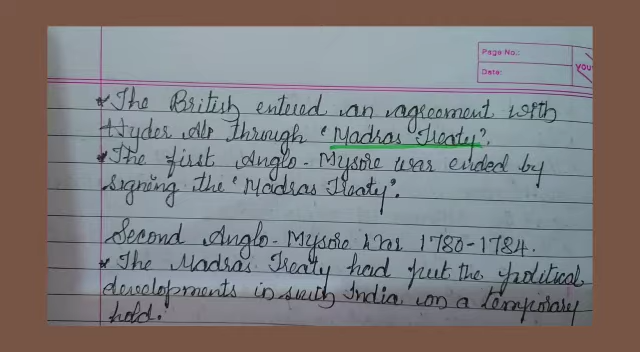 Page No.:
Date:
YOU
* The British entered an agreement with
Hyder Ali through 'Madras Treaty'.
* The first Anglo-Mysore war ended by
signing the 'Madras Treaty'.
Second Anglo-Mysore War 1780-1784.
* The Madras Treaty had put the political
developments in south India on a temporary
hold.